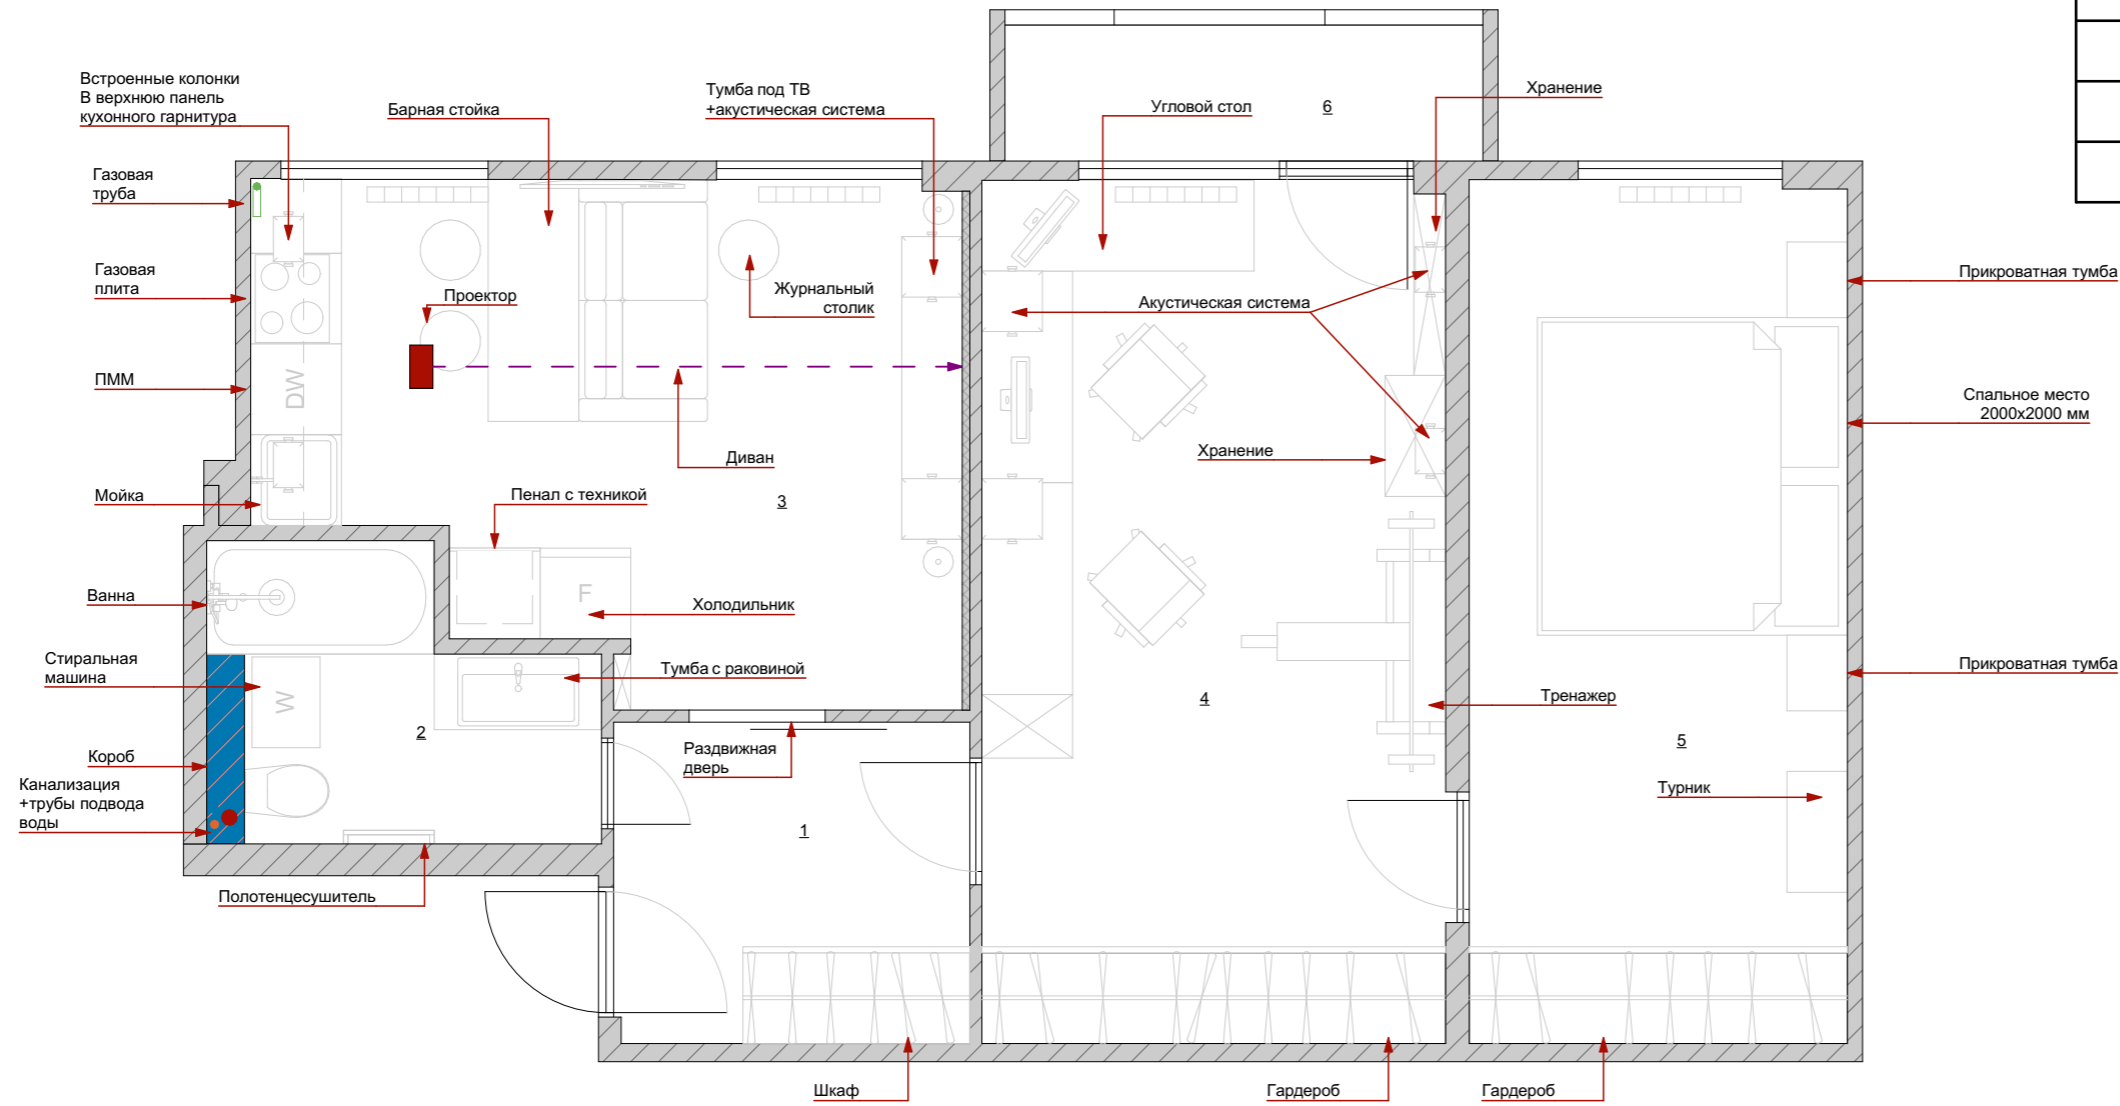 Встроенные колонки
В верхнюю панель
кухонного гарнитура
Барная стойка
Тумба под ТВ
+акустическая система
Угловой стол
6
Хранение
Газовая
труба
Газовая
плита
Проектор
Журнальный
столик
Акустическая система
Прикроватная тумба
ПММ
DW
Спальное место
2000х2000 мм
Диван
Хранение
Мойка
Пенал с техникой
3
Ванна
F
Холодильник
Стиральная
машина
W
Тумба с раковиной
Прикроватная тумба
4
Тренажер
2
5
Короб
Раздвижная
дверь
Канализация
+трубы подвода
воды
Турник
1
Полотенцесушитель
Шкаф
Гардероб
Гардероб